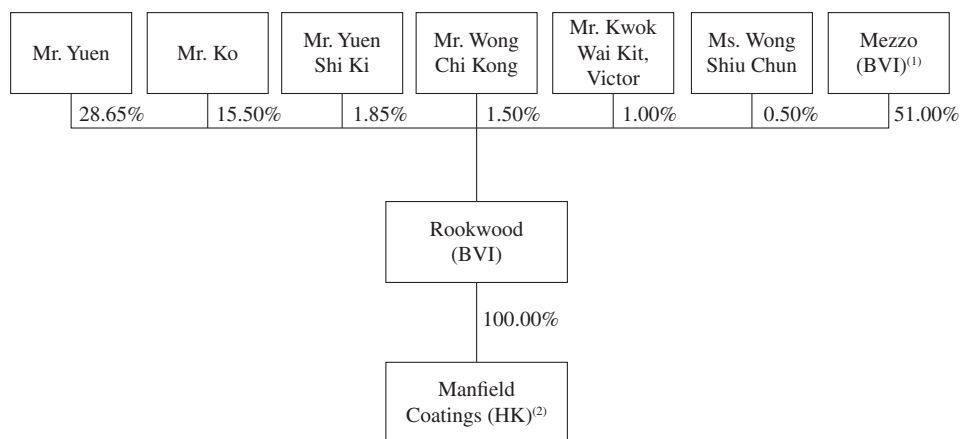 Mr. Yuen
Mr. Ko
Mr. Yuen
Shi Ki
Mr. Wong
Chi Kong
Mr. Kwok
Wai Kit,
Victor
Ms. Wong
Shiu Chun
Mezzo
(BVI)(1)
28.65%
15.50%
1.85%
1.50%
1.00%
0.50%
51.00%
Rookwood
(BVI)
100.00%
Manfield
Coatings (HK)(2)